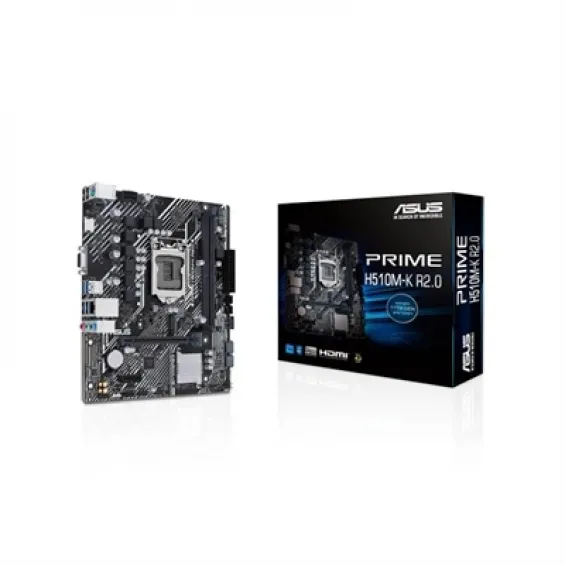 ASUS
IN SEARCH OF INCREDIBLE
PRIME
H510M-K R2.0
HDMI
PRIME
H510M-K R2.0
ASUS